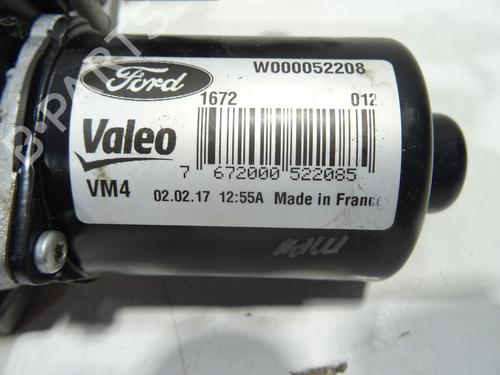 Ford
W000052208
1672 012
Valeo
7 672000 522085
VM4 02.02.17 12:55A Made in France
B-PARTS